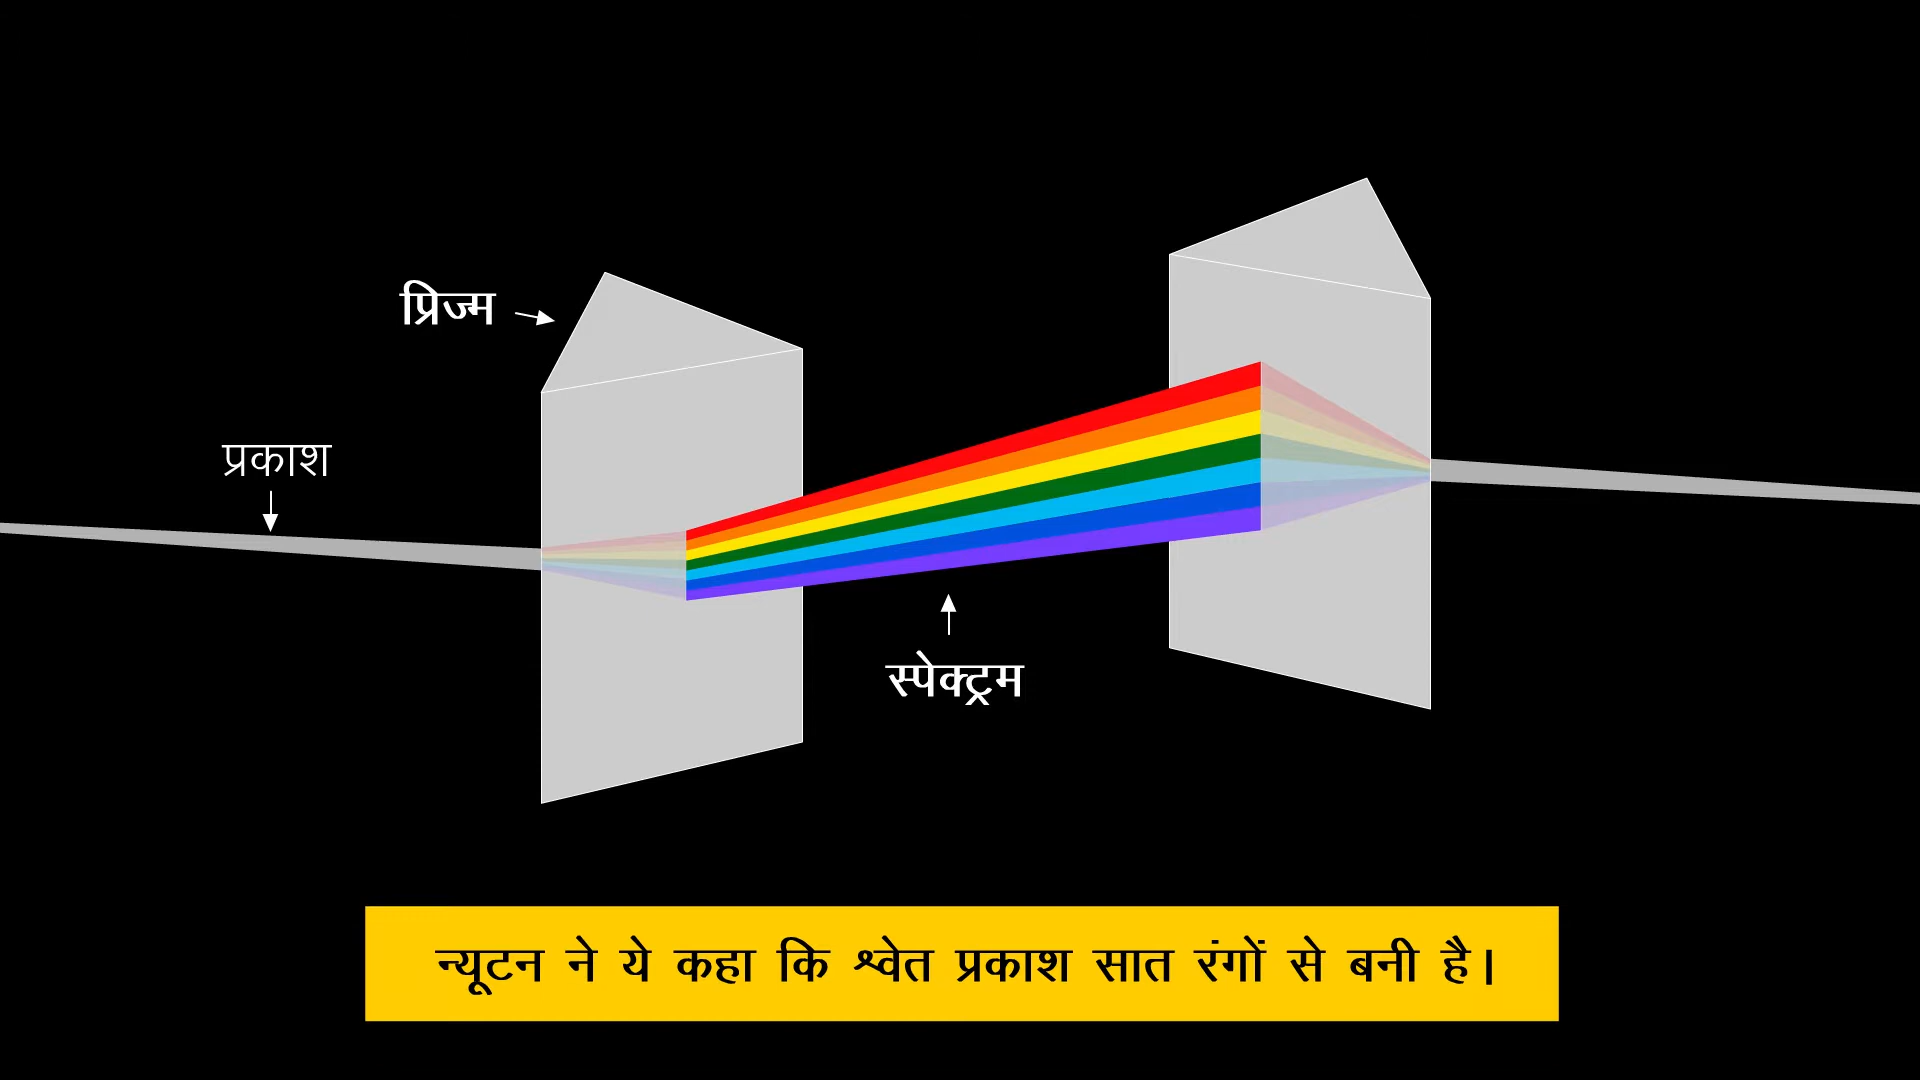 प्रिज्म
प्रकाश
स्पेक्ट्रम
न्यूटन ने ये कहा कि श्वेत प्रकाश सात रंगों से बनी है।